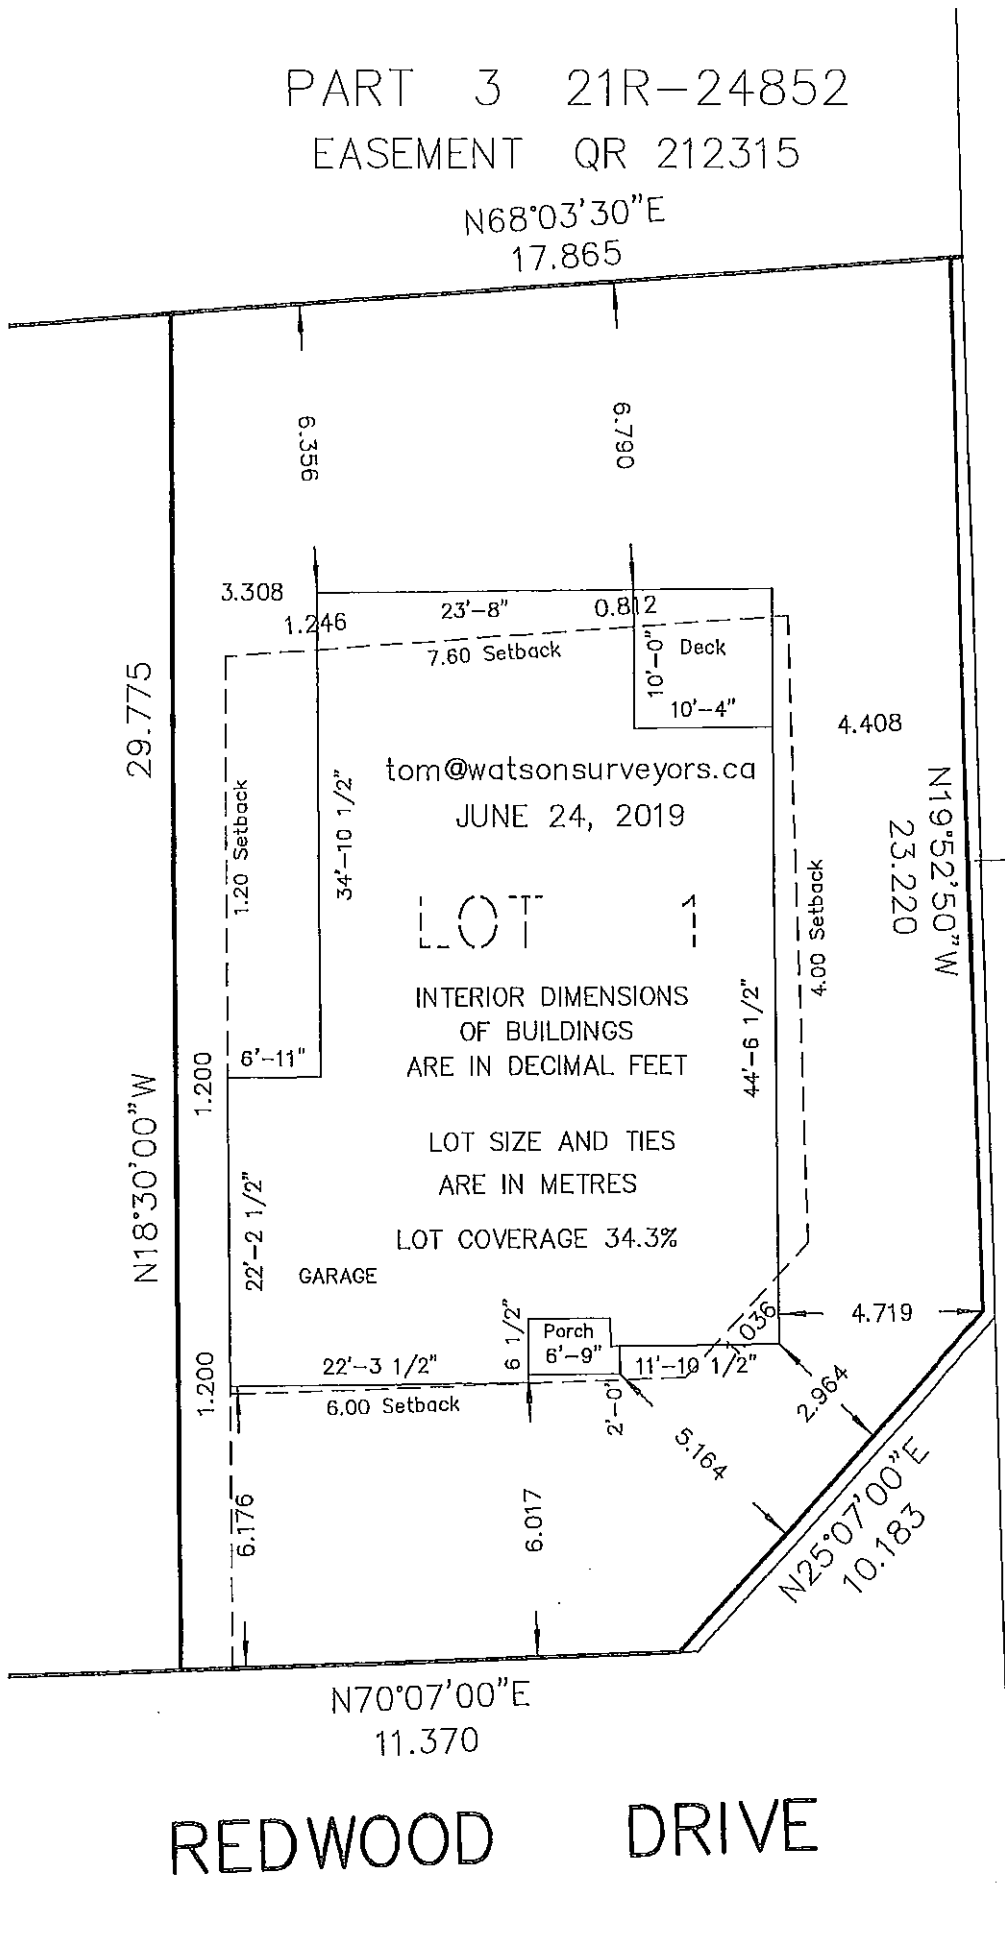 PART 3 21R-24852
EASEMENT QR 212315
N68°03'30"E
17.865
6.356
6.790
3.308
1.246
23'-8"
0.812
7.60 Setback
10'-0"
Deck
10'-4"
29.775
4.408
1.20 Setback
34'-10 1/2"
tom@watsonsurveyors.ca
JUNE 24, 2019
N19°52'50"W
23.220
4.00 Setback
LOT 1
INTERIOR DIMENSIONS
OF BUILDINGS
ARE IN DECIMAL FEET
44'-6 1/2"
6'-11"
1.200
N18°30'00"W
LOT SIZE AND TIES
ARE IN METRES
LOT COVERAGE 34.3%
22'-2 1/2"
GARAGE
6 1/2"
Porch
6'-9"
1.036
4.719
22'-3 1/2"
11'-10 1/2"
1.200
6.00 Setback
2'-0"
2.964
5.164
6.176
6.017
N25°07'00"E
10.183
N70°07'00"E
11.370
REDWOOD DRIVE